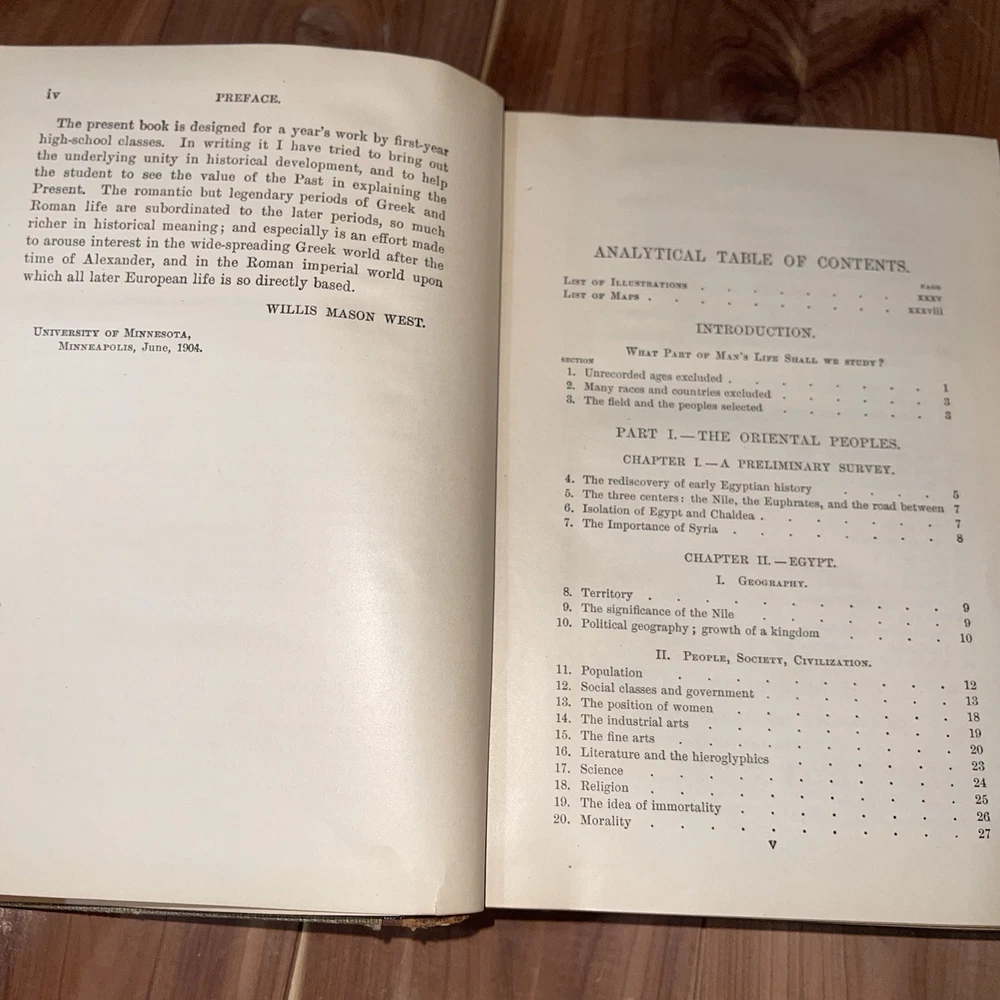 iv PREFACE.
The present book is designed for a year's work by first-year
high-school classes. In writing it I have tried to bring out
the underlying unity in historical development, and to help
the student to see the value of the Past in explaining the
Present. The romantic but legendary periods of Greek and
Roman life are subordinated to the later periods, so much
richer in historical meaning; and especially is an effort made
to arouse interest in the wide-spreading Greek world after the
time of Alexander, and in the Roman imperial world upon
which all later European life is so directly based.
WILLIS MASON WEST.
UNIVERSITY OF MINNESOTA,
MINNEAPOLIS, June, 1904.
ANALYTICAL TABLE OF CONTENTS.
PAGE
LIST OF ILLUSTRATIONS . . . . . . . . xxxv
LIST OF MAPS . . . . . . . . . xxxviii
INTRODUCTION.
WHAT PART OF MAN'S LIFE SHALL WE STUDY?
SECTION
1. Unrecorded ages excluded . . . . . . . . 1
2. Many races and countries excluded . . . . . . 3
3. The field and the peoples selected . . . . . . 3
PART I.—THE ORIENTAL PEOPLES.
CHAPTER I.—A PRELIMINARY SURVEY.
4. The rediscovery of early Egyptian history . . . . 5
5. The three centers: the Nile, the Euphrates, and the road between 7
6. Isolation of Egypt and Chaldea . . . . . . . 7
7. The Importance of Syria . . . . . . . . 8
CHAPTER II.—EGYPT.
I. GEOGRAPHY.
8. Territory . . . . . . . . . . . 9
9. The significance of the Nile . . . . . . . 9
10. Political geography; growth of a kingdom . . . . 10
II. PEOPLE, SOCIETY, CIVILIZATION.
11. Population . . . . . . . . . . 12
12. Social classes and government . . . . . . . 13
13. The position of women . . . . . . . . 18
14. The industrial arts . . . . . . . . . 19
15. The fine arts . . . . . . . . . . 20
16. Literature and the hieroglyphics . . . . . . 23
17. Science . . . . . . . . . . . 24
18. Religion . . . . . . . . . . . 25
19. The idea of immortality . . . . . . . . 26
20. Morality . . . . . . . . . . . 27
v